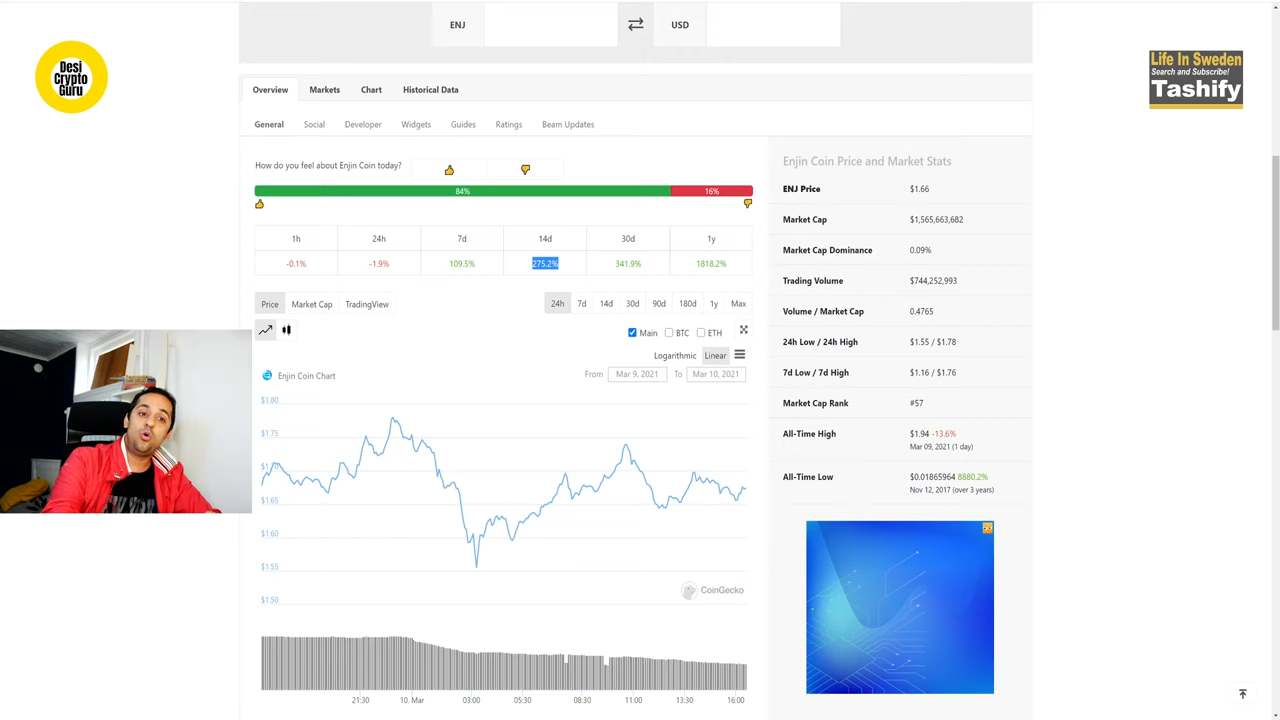 ENJ
USD
Desi
Crypto
Guru
Life In Sweden
Search and Subscribe!
Tashify
Overview Markets Chart Historical Data
General Social Developer Widgets Guides Ratings Beam Updates
How do you feel about Enjin Coin today?
84% 16%
1h 24h 7d 14d 30d 1y
-0.1% -1.9% 109.5% 275.2% 341.9% 1818.2%
Price Market Cap TradingView
24h 7d 14d 30d 90d 180d 1y Max
Main BTC ETH
Logarithmic Linear
Enjin Coin Chart
From Mar 9, 2021 To Mar 10, 2021
$1.80
$1.75
$1.70
$1.65
$1.60
$1.55
$1.50
CoinGecko
21:30 10. Mar 03:00 05:30 08:30 11:00 13:30 16:00
Enjin Coin Price and Market Stats
ENJ Price $1.66
Market Cap $1,565,663,682
Market Cap Dominance 0.09%
Trading Volume $744,252,993
Volume / Market Cap 0.4765
24h Low / 24h High $1.55 / $1.78
7d Low / 7d High $1.16 / $1.76
Market Cap Rank #57
All-Time High $1.94 -13.6%
Mar 09, 2021 (1 day)
All-Time Low $0.01865964 8880.2%
Nov 12, 2017 (over 3 years)